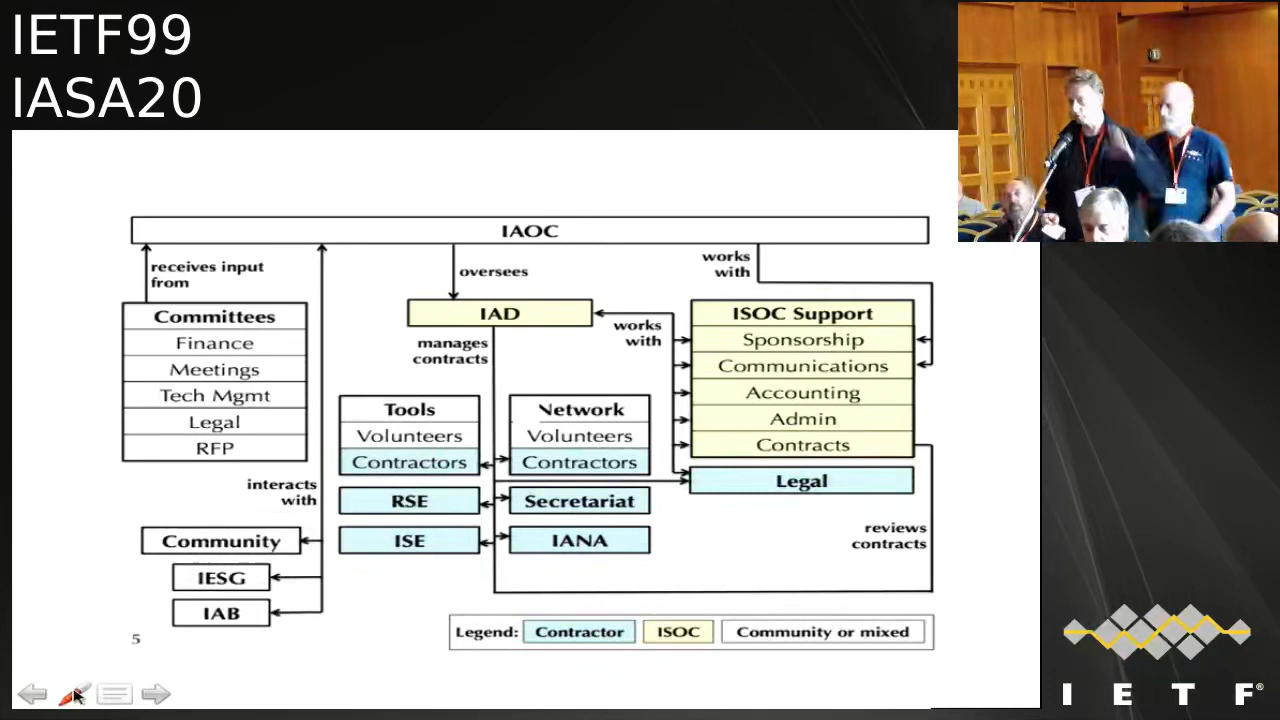 IETF99
IASA20
IAOC
receives input
from
oversees
works
with
Committees
Finance
Meetings
Tech Mgmt
Legal
RFP
IAD
manages
contracts
works
with
ISOC Support
Sponsorship
Communications
Accounting
Admin
Contracts
Tools
Volunteers
Contractors
Network
Volunteers
Contractors
Legal
interacts
with
RSE
Secretariat
reviews
contracts
Community
ISE
IANA
IESG
IAB
Legend:
Contractor
ISOC
Community or mixed
5
I E T F®